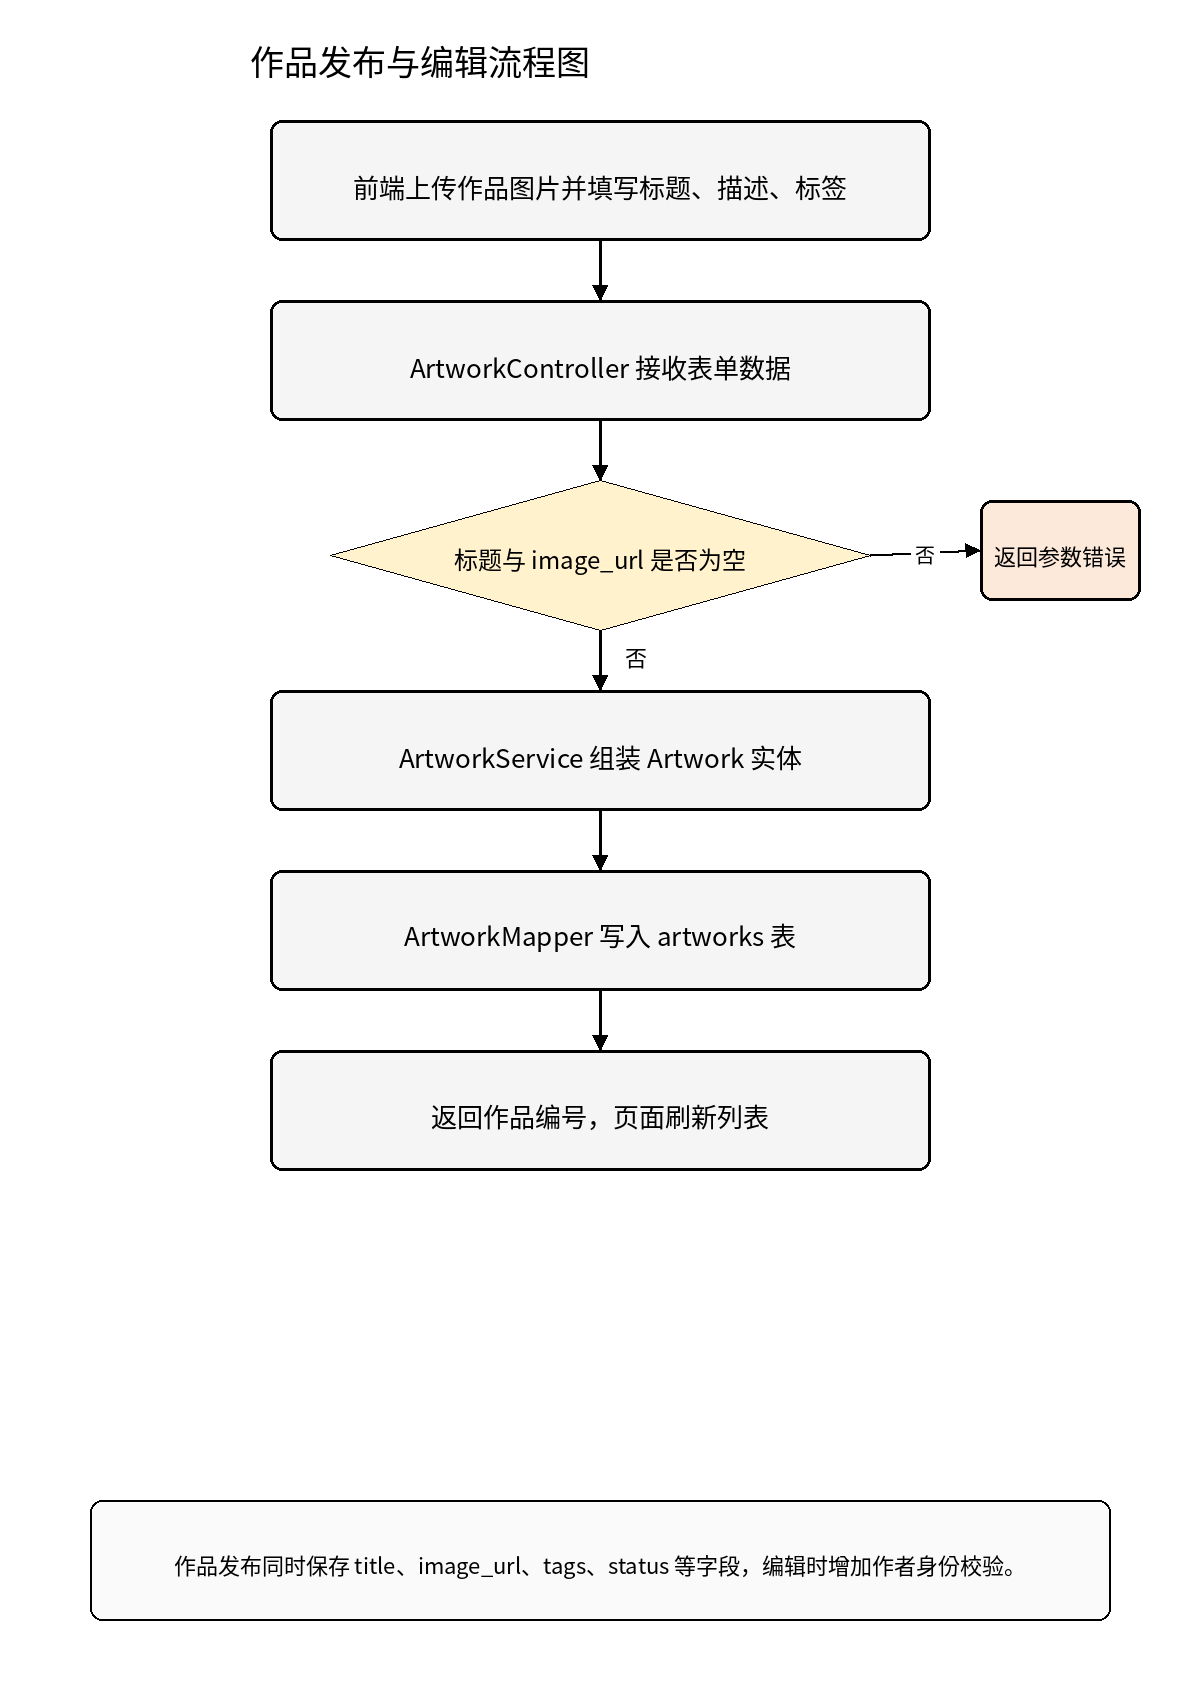 作品发布与编辑流程图
前端上传作品图片并填写标题、描述、标签
ArtworkController 接收表单数据
标题与 image_url 是否为空
否
返回参数错误
否
ArtworkService 组装 Artwork 实体
ArtworkMapper 写入 artworks 表
返回作品编号，页面刷新列表
作品发布同时保存 title、image_url、tags、status 等字段，编辑时增加作者身份校验。